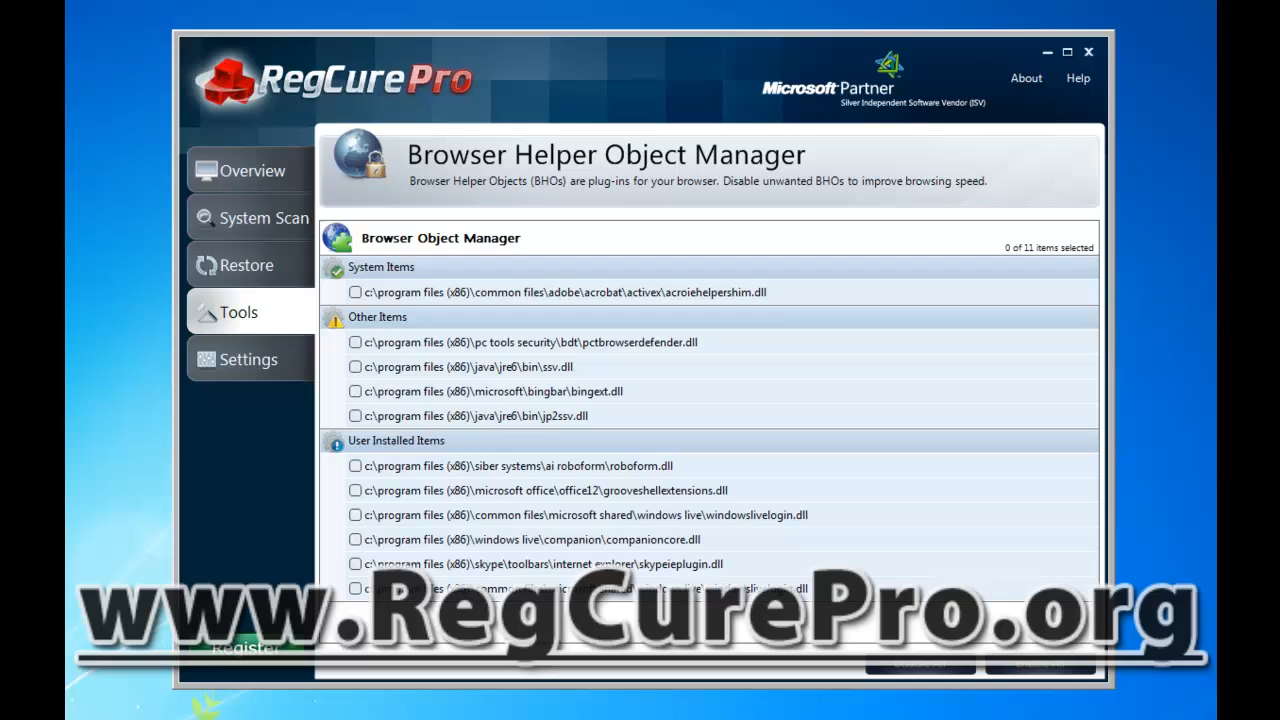 RegCure Pro
Microsoft Partner
Silver Independent Software Vendor (ISV)
About
Help
Overview
System Scan
Restore
Tools
Settings
Browser Helper Object Manager
Browser Helper Objects (BHOs) are plug-ins for your browser. Disable unwanted BHOs to improve browsing speed.
Browser Object Manager
0 of 11 items selected
System Items
c:\program files (x86)\common files\adobe\acrobat\activex\acroiehelpershim.dll
Other Items
c:\program files (x86)\pc tools security\bdt\pctbrowserdefender.dll
c:\program files (x86)\java\jre6\bin\ssv.dll
c:\program files (x86)\microsoft\bingbar\bingext.dll
c:\program files (x86)\java\jre6\bin\jp2ssv.dll
User Installed Items
c:\program files (x86)\siber systems\ai roboform\roboform.dll
c:\program files (x86)\microsoft office\office12\grooveshellextensions.dll
c:\program files (x86)\common files\microsoft shared\windows live\windowslivelogin.dll
c:\program files (x86)\windows live\companion\companioncore.dll
c:\program files (x86)\skype\toolbars\internet explorer\skypeieplugin.dll
www.RegCurePro.org
Register